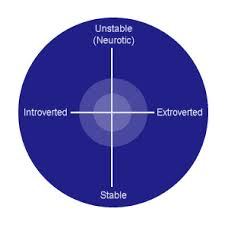 Unstable
(Neurotic)
Introverted
Extroverted
Stable